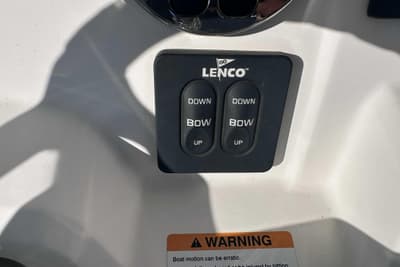 LENCO
DOWN DOWN
BOW BOW
UP UP
WARNING
Boat motion can be erratic.